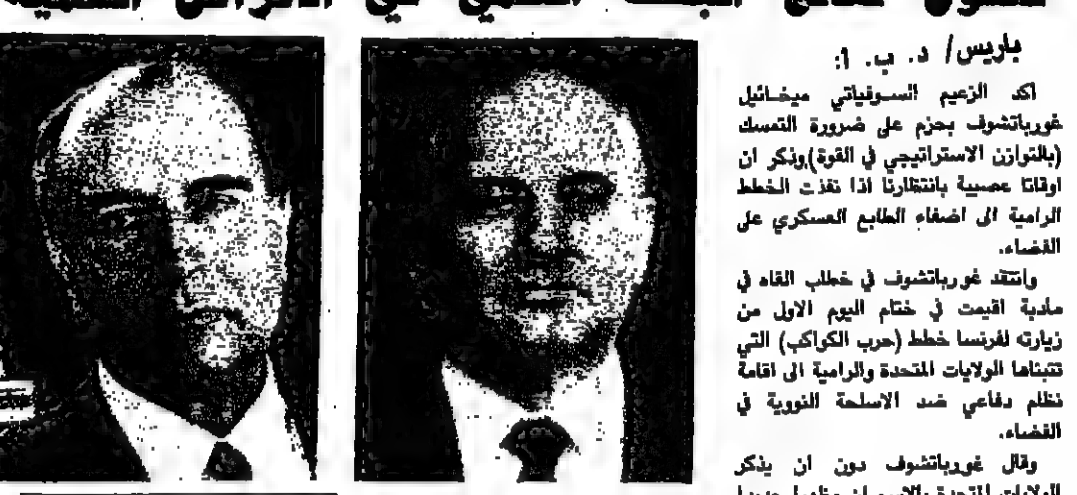 باريس/ د. ب. ا:
اكد الزعيم السوفياتي ميخائيل
غورباتشوف بحزم على ضرورة التمسك
(بالتوازن الاستراتيجي في القوة) وذكر ان
اوقاتا عصيبة بانتظارنا اذا نفذت الخطط
الرامية الى اضفاء الطابع العسكري على
الفضاء.
وانتقد غورباتشوف في خطاب القاه في
مأدبة اقيمت في ختام اليوم الاول من
زيارته لفرنسا خطط (حرب الكواكب) التي
تتبناها الولايات المتحدة والرامية الى اقامة
نظام دفاعي ضد الاسلحة النووية في
الفضاء.
وقال غورباتشوف دون ان يذكر
الولايات المتحدة